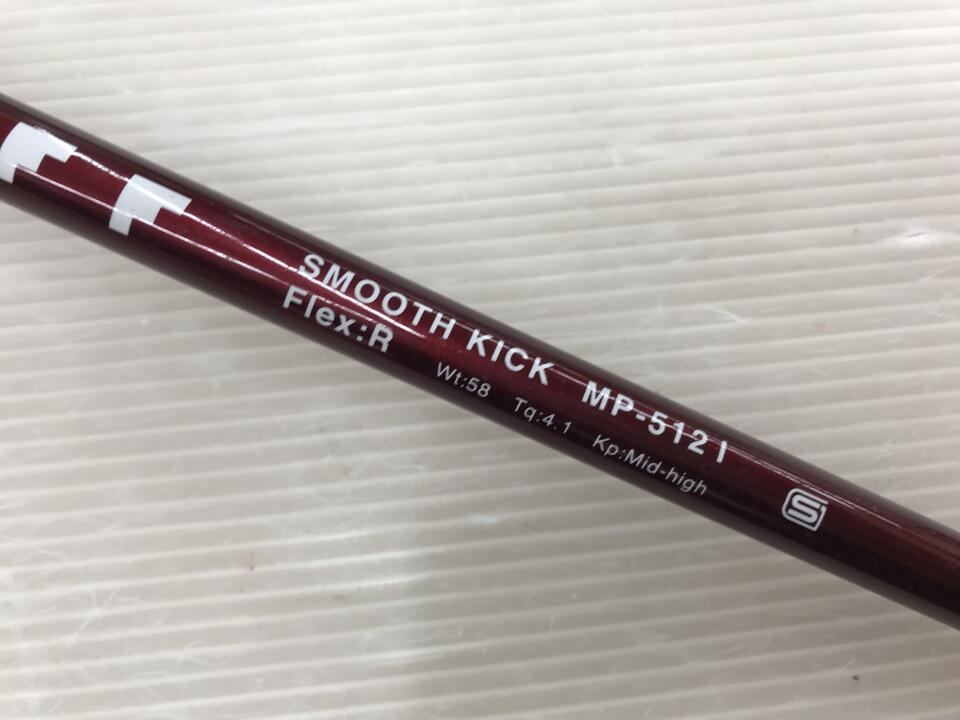 SMOOTH KICK MP-512 I
Flex:R
Wt:58 Tq:4.1 Kp:Mid-high